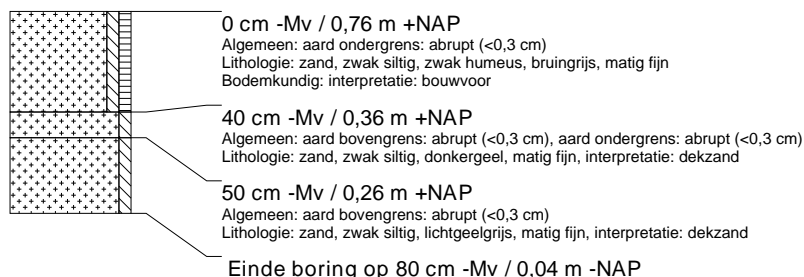 0 cm -Mv / 0,76 m +NAP
Algemeen: aard ondergrens: abrupt (<0,3 cm)
Lithologie: zand, zwak siltig, zwak humeus, bruingrijs, matig fijn
Bodemkundig: interpretatie: bouwvoor
40 cm -Mv / 0,36 m +NAP
Algemeen: aard bovengrens: abrupt (<0,3 cm), aard ondergrens: abrupt (<0,3 cm)
Lithologie: zand, zwak siltig, donkergeel, matig fijn, interpretatie: dekzand
50 cm -Mv / 0,26 m +NAP
Algemeen: aard bovengrens: abrupt (<0,3 cm)
Lithologie: zand, zwak siltig, lichtgeelgrijs, matig fijn, interpretatie: dekzand
Einde boring op 80 cm -Mv / 0,04 m -NAP